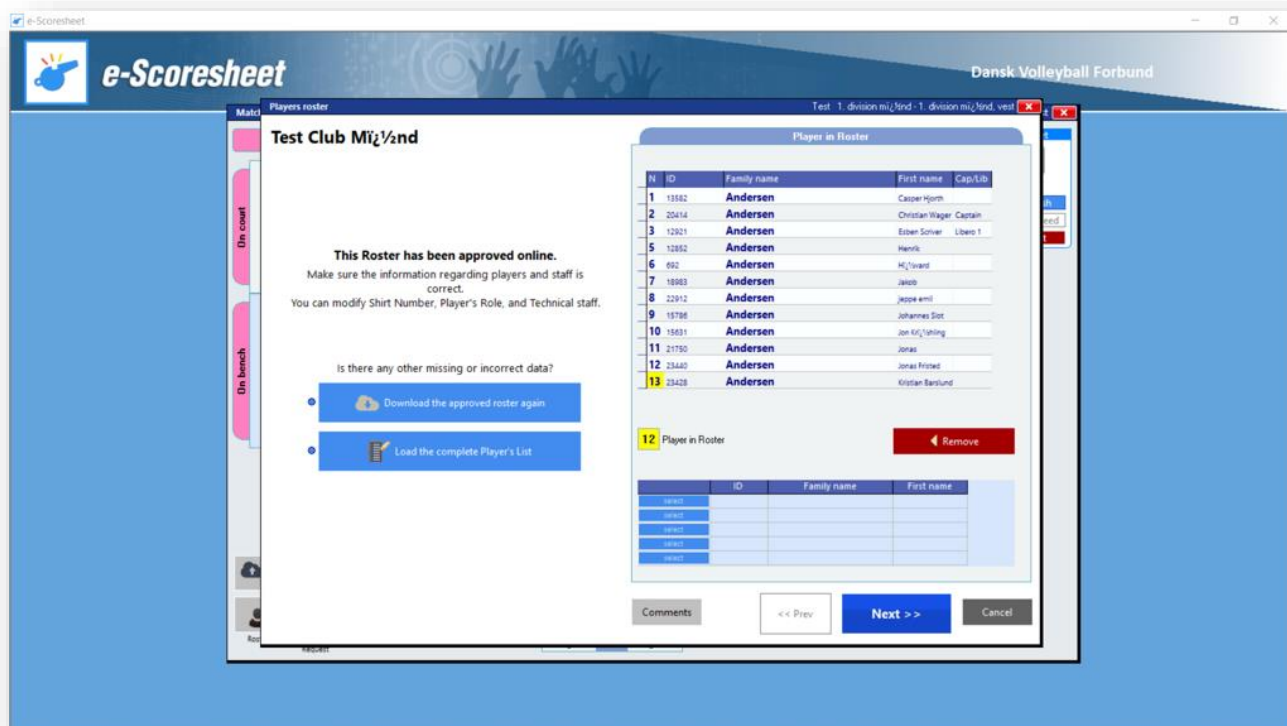 e-Scoresheet
e-Scoresheet
Dansk Volleyball Forbund
Players roster
Test 1. division mï¿½nd - 1. division mï¿½nd, vest
Test Club Mï¿½nd
Player in Roster
N ID Family name First name Cap/Lib
1 13582 Andersen Casper Hjorth
2 20414 Andersen Christian Wager Captain
3 12921 Andersen Esben Scriver Libero 1
5 12852 Andersen Henrik
6 692 Andersen Hï¿½vard
7 18983 Andersen Jakob
8 22912 Andersen jeppe emil
9 15786 Andersen Johannes Slot
10 15631 Andersen
11 21750 Andersen Jonas
12 23440 Andersen Jonas Fristed
13 23428 Andersen Kristian Barslund
On court
On bench
This Roster has been approved online.
Make sure the information regarding players and staff is
correct.
You can modify Shirt Number, Player's Role, and Technical staff.
Is there any other missing or incorrect data?
Download the approved roster again
Load the complete Player's List
12 Player in Roster
Remove
ID Family name First name
select
select
select
select
select
Comments
<< Prev
Next >>
Cancel
Request